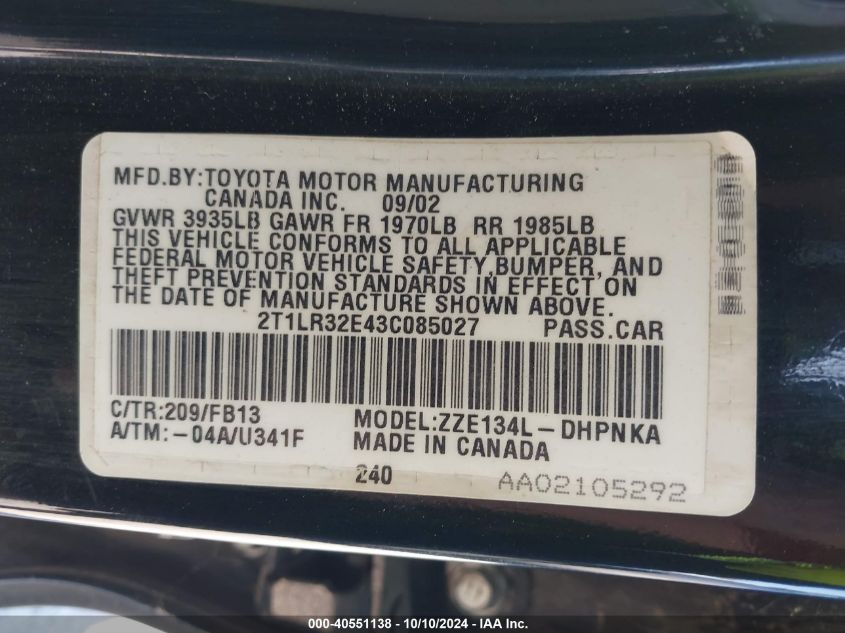 MFD.BY:TOYOTA MOTOR MANUFACTURING
CANADA INC. 09/02
GVWR 3935LB GAWR FR 1970LB RR 1985LB
THIS VEHICLE CONFORMS TO ALL APPLICABLE
FEDERAL MOTOR VEHICLE SAFETY,BUMPER, AND
THEFT PREVENTION STANDARDS IN EFFECT ON
THE DATE OF MANUFACTURE SHOWN ABOVE.
2T1LR32E43C085027 PASS.CAR
C/TR:209/FB13 MODEL:ZZE134L-DHPNKA
A/TM:-04A/U341F MADE IN CANADA
240 AA02105292
000-40551138 - 10/10/2024 - IAA Inc.